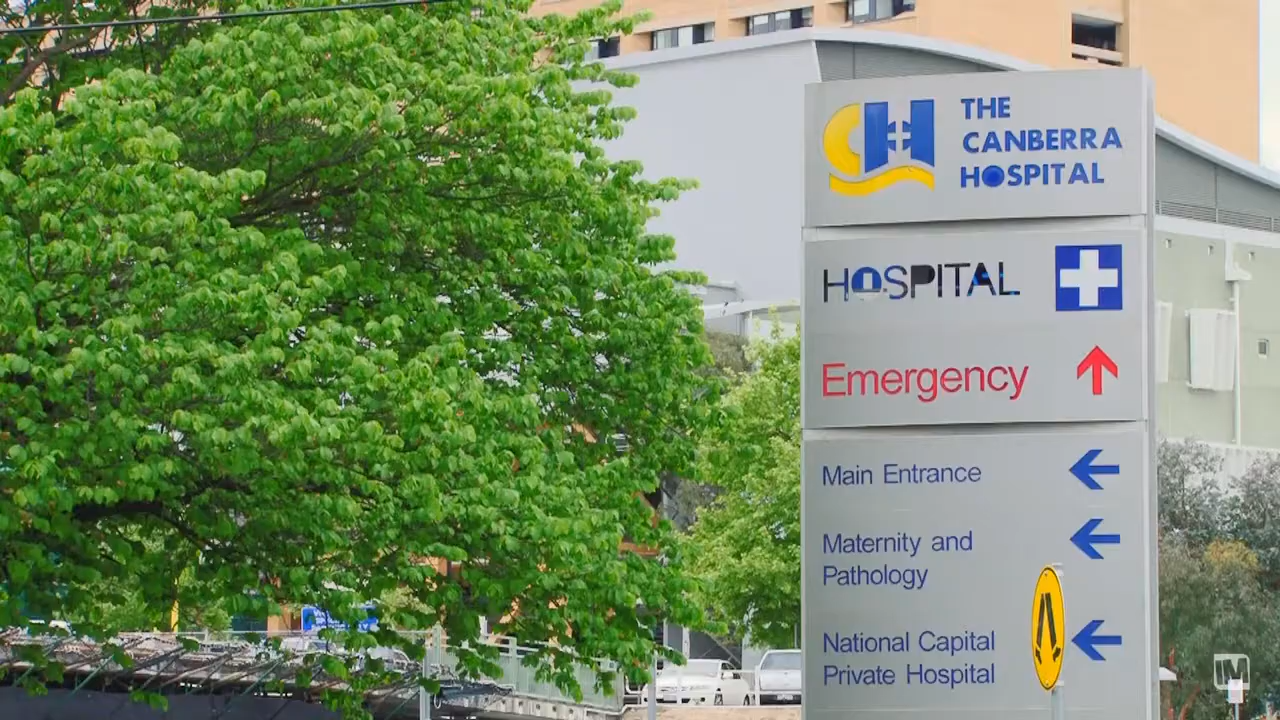 THE
CANBERRA
HOSPITAL
HOSPITAL
Emergency
Main Entrance
Maternity and
Pathology
National Capital
Private Hospital